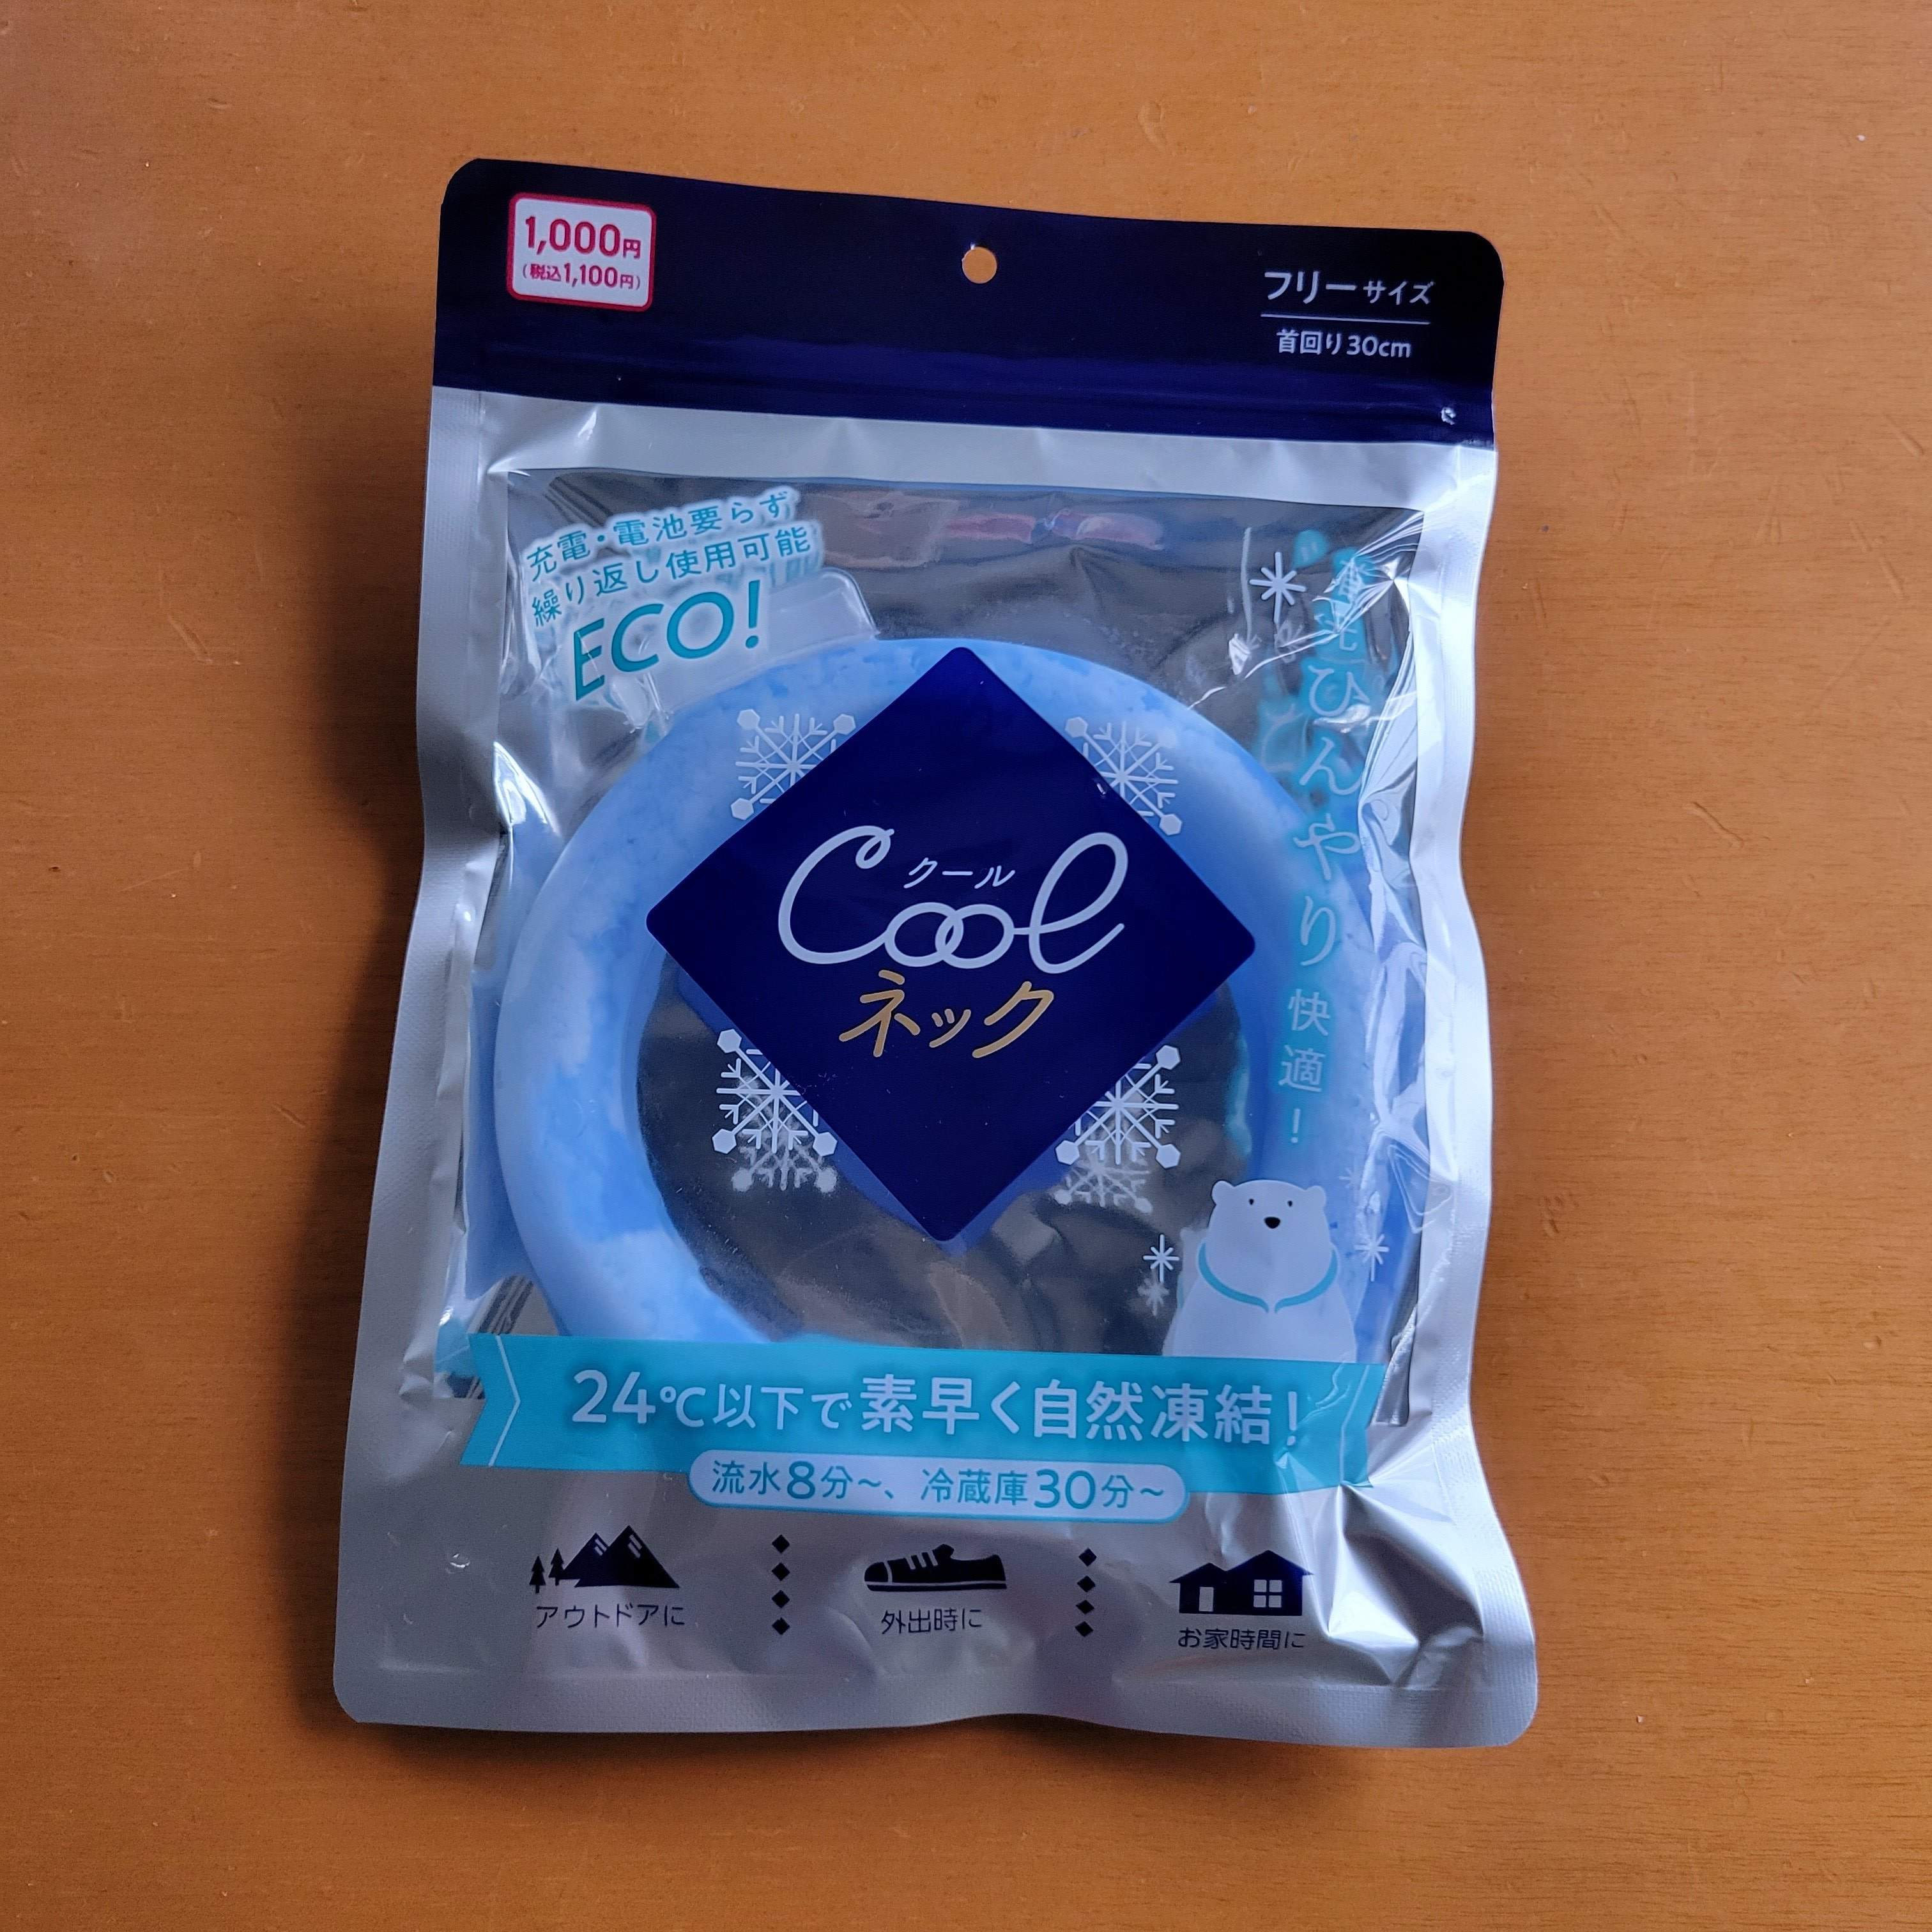 1,000円
(税込1,100円)
フリーサイズ
首回り30cm
充電・電池要らず
繰り返し使用可能
ECO!
夏もひんやり快適!
クール
Cool
ネック
24℃以下で素早く自然凍結!
流水8分~、冷蔵庫30分~
アウトドアに
外出時に
お家時間に